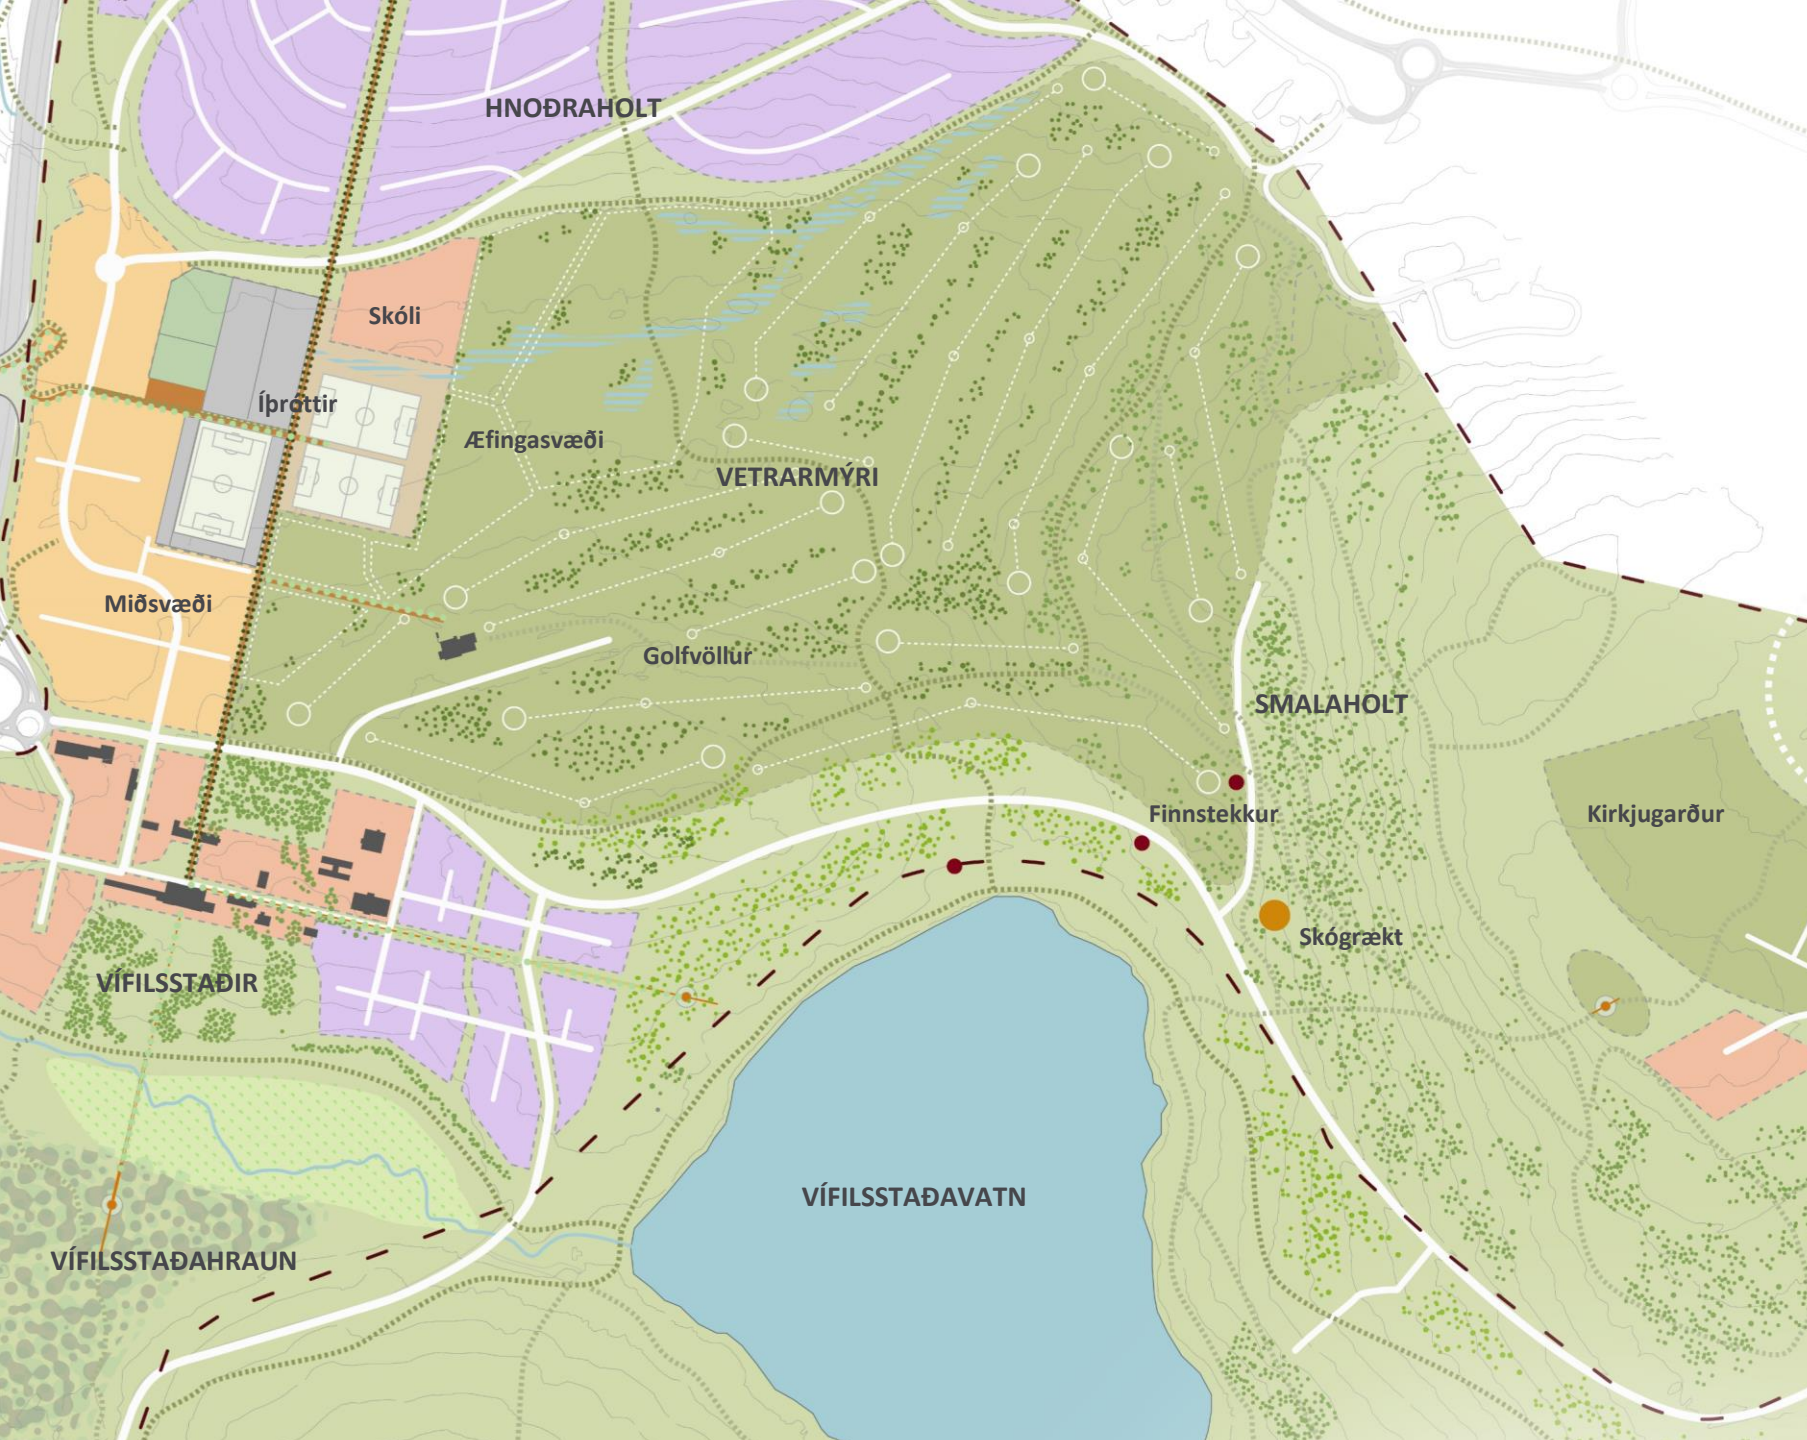 HNOÐRAHOLT
Skóli
Íþróttir
Æfingasvæði
VETRARMÝRI
Miðsvæði
Golfvöllur
SMALAHOLT
Finnstekkur
Kirkjugarður
Skógrækt
VÍFILSSTAÐIR
VÍFILSSTAÐAVATN
VÍFILSSTAÐAHRAUN